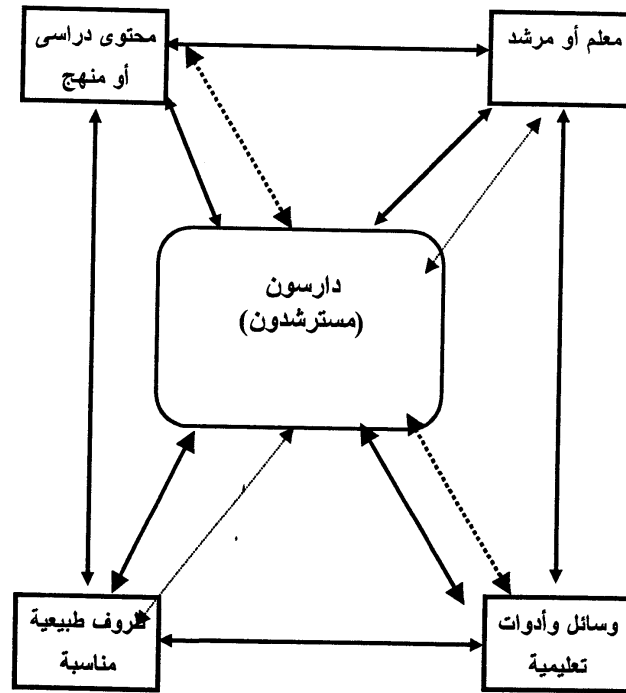 معلم أو مرشد
محتوى دراسى
أو منهج
دارسون
(مسترشدون)
وسائل وأدوات
تعليمية
ظروف طبيعية
مناسبة